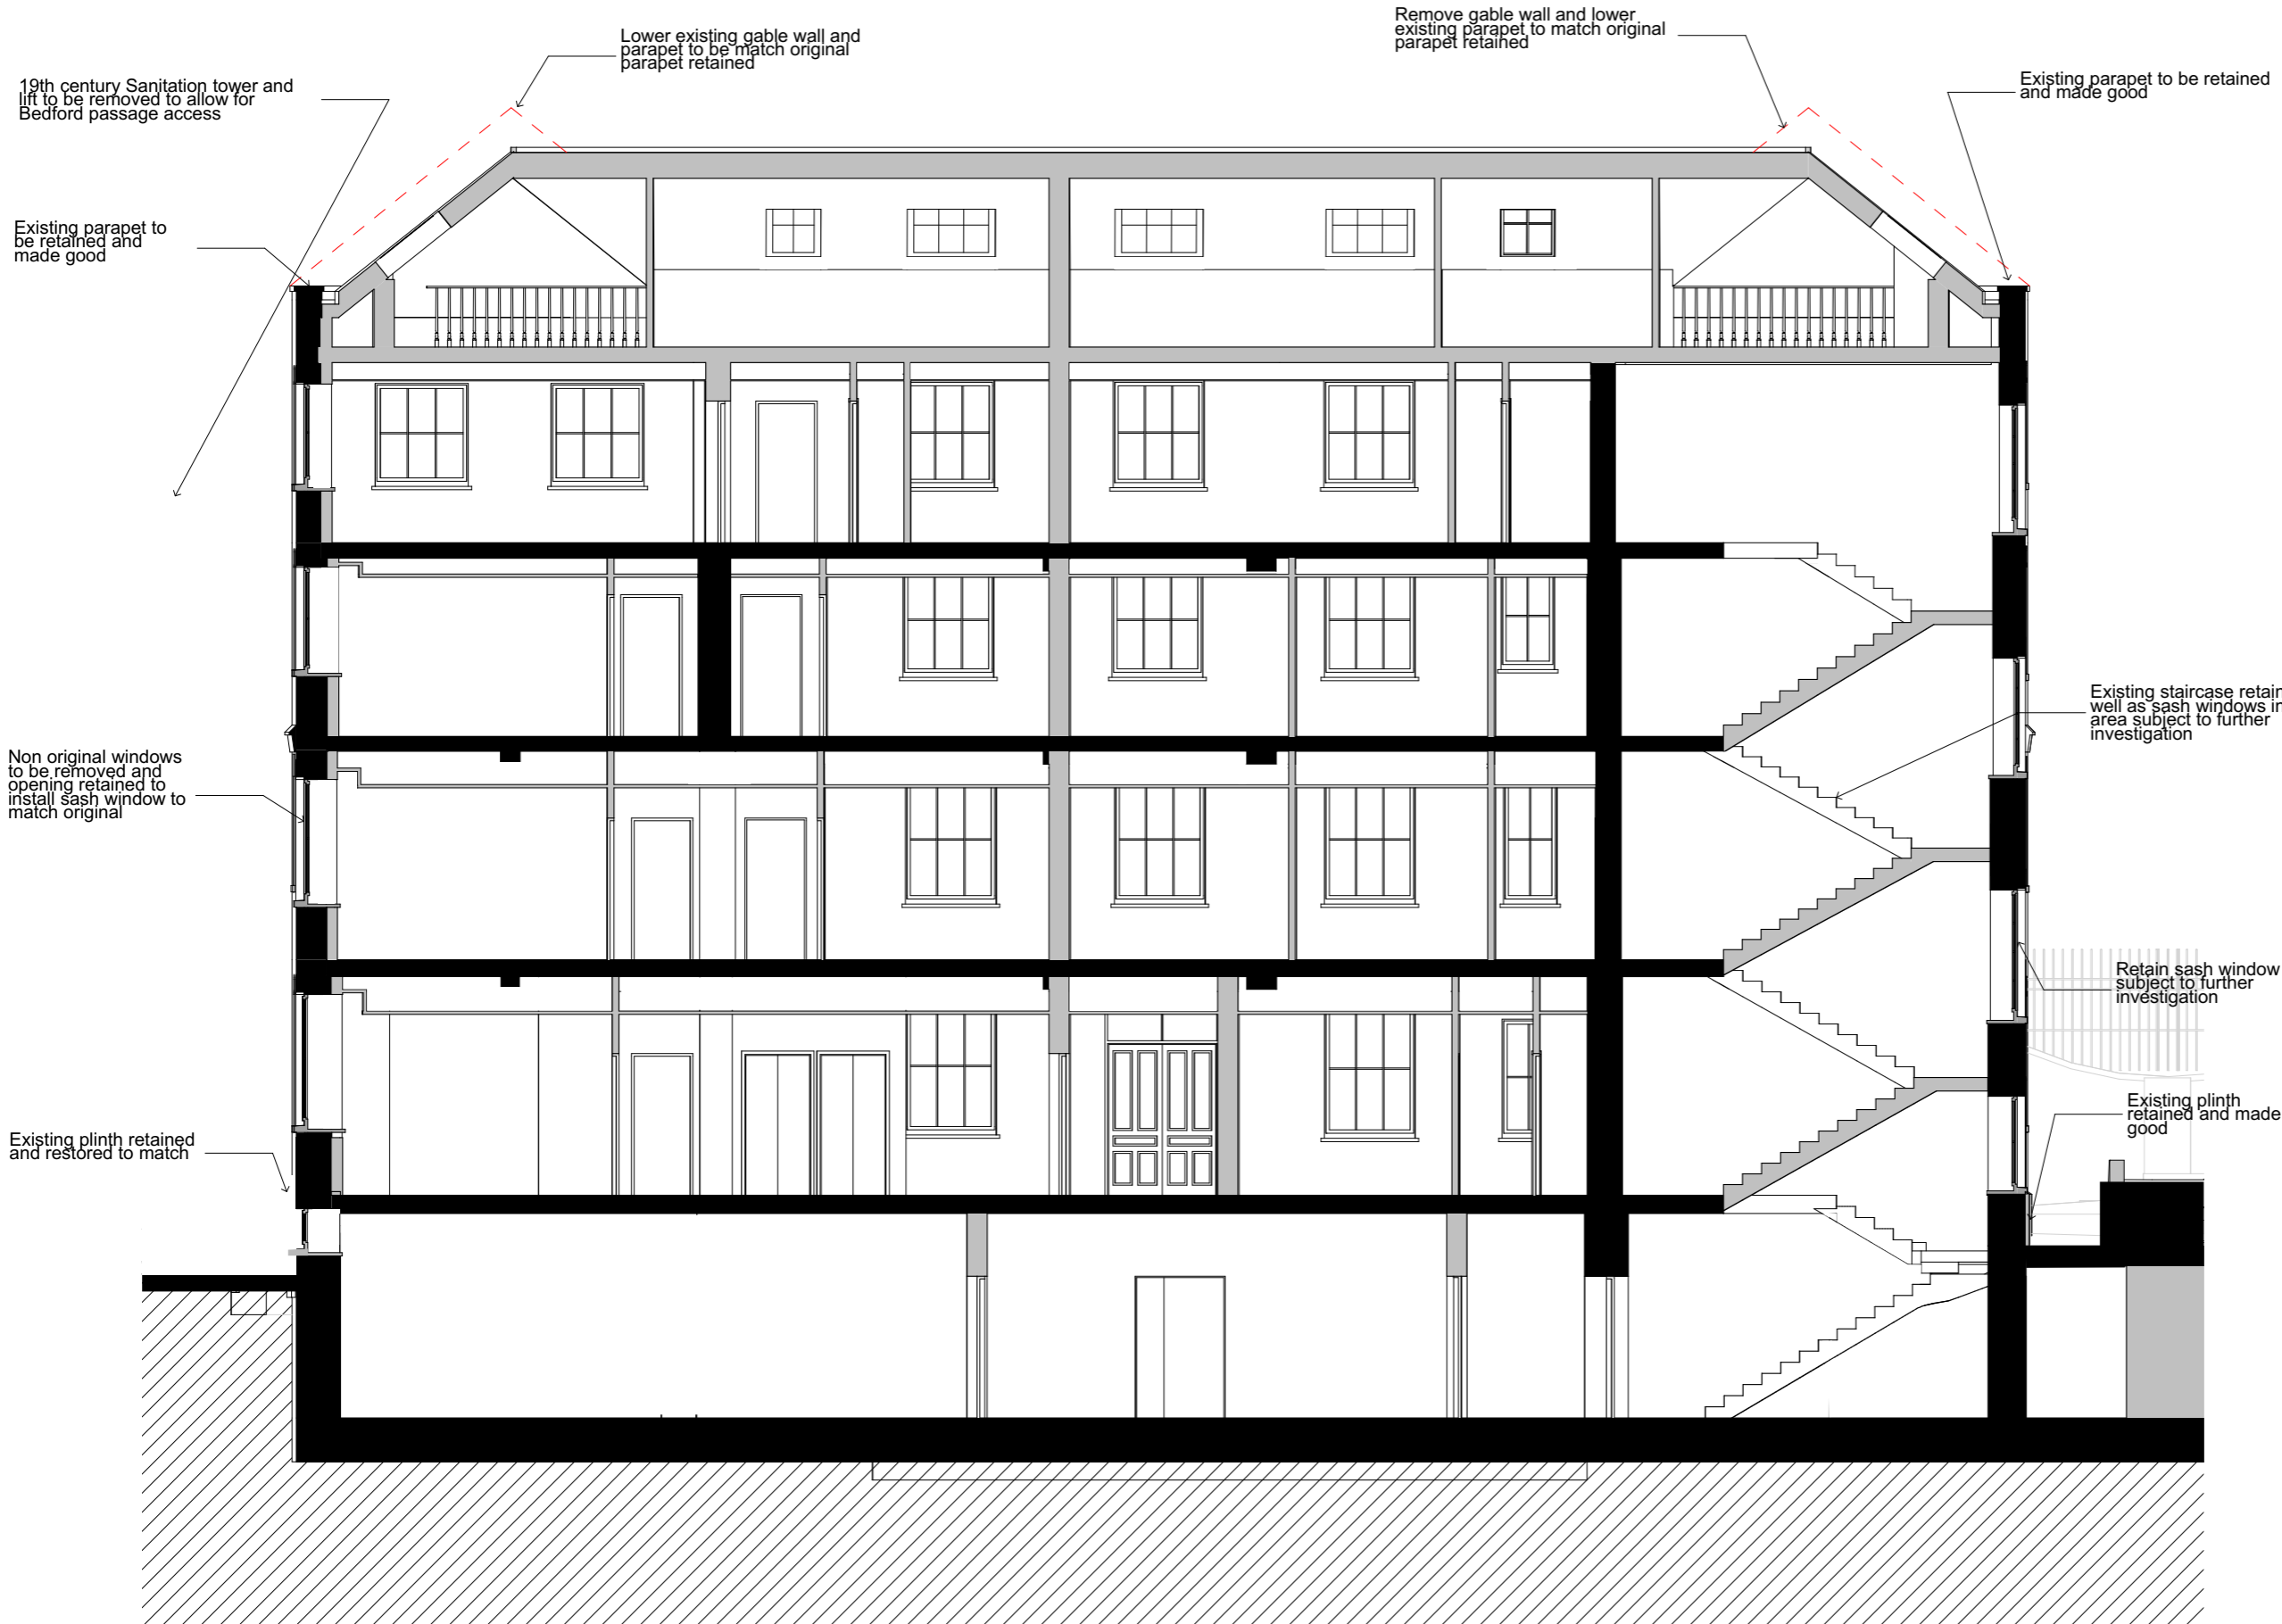 Remove gable wall and lower
existing parapet to match original
parapet retained
Lower existing gable wall and
parapet to be match original
parapet retained
19th century Sanitation tower and
lift to be removed to allow for
Bedford passage access
Existing parapet to be retained
and made good
Existing parapet to
be retained and
made good
Existing staircase retain
well as sash windows in
area subject to further
investigation
Non original windows
to be removed and
opening retained to
install sash window to
match original
Retain sash window
subject to further
investigation
Existing plinth
retained and made
good
Existing plinth retained
and restored to match